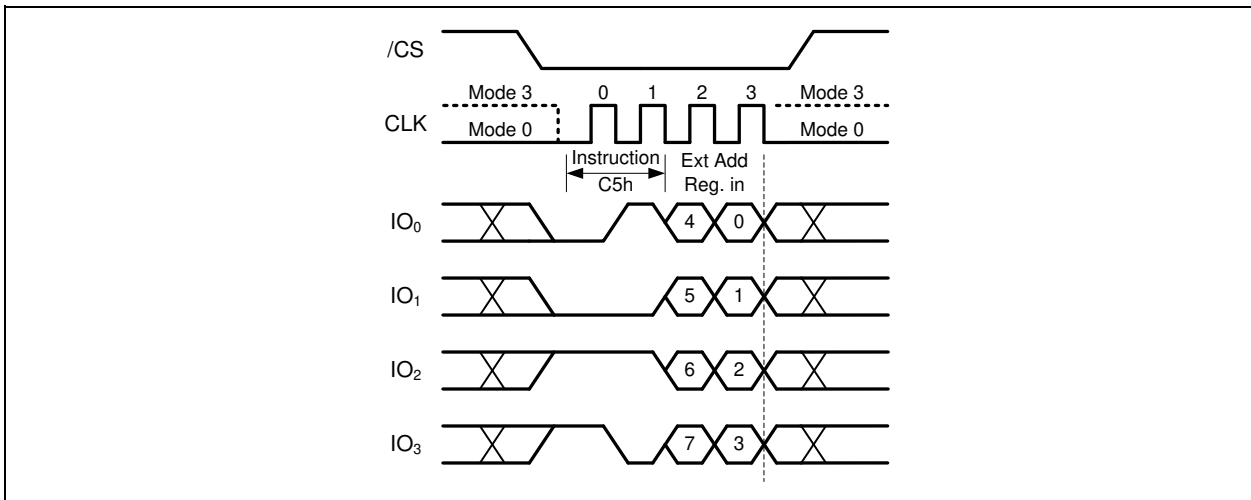 /CS
Mode 3 0 1 2 3 Mode 3
CLK
Mode 0 Mode 0
Instruction Ext Add
C5h Reg. in
IO₀ 4 0
IO₁ 5 1
IO₂ 6 2
IO₃ 7 3